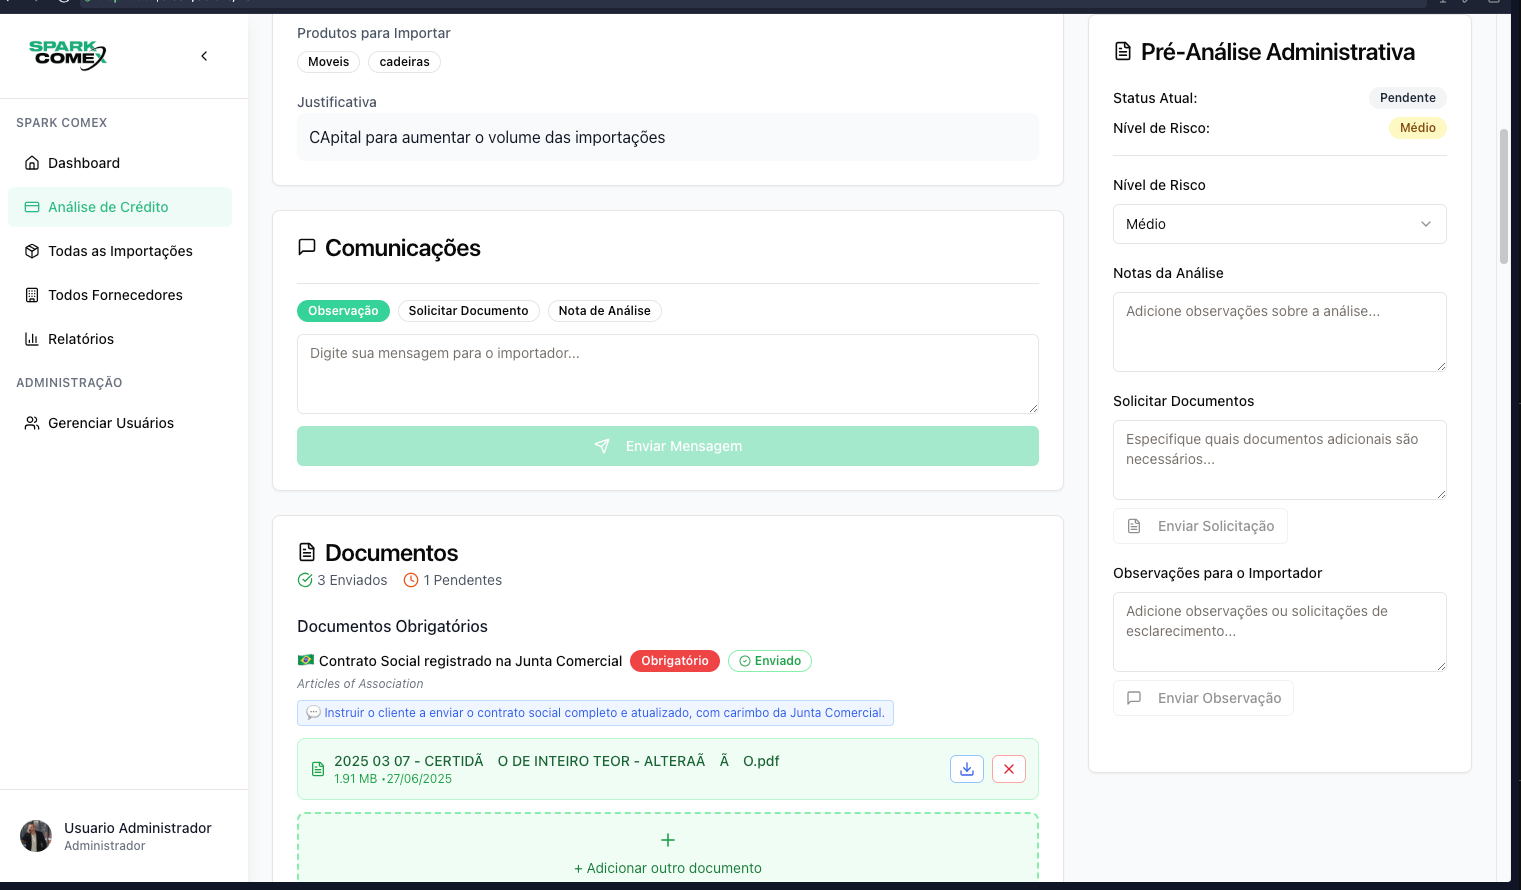 SPARK
COMEX
SPARK COMEX
Dashboard
Análise de Crédito
Todas as Importações
Todos Fornecedores
Relatórios
ADMINISTRAÇÃO
Gerenciar Usuários
Usuario Administrador
Administrador
Produtos para Importar
Moveis
cadeiras
Justificativa
CApital para aumentar o volume das importações
Comunicações
Observação
Solicitar Documento
Nota de Análise
Digite sua mensagem para o importador...
Enviar Mensagem
Documentos
3 Enviados
1 Pendentes
Documentos Obrigatórios
🇧🇷 Contrato Social registrado na Junta Comercial
Obrigatório
Enviado
Articles of Association
💬 Instruir o cliente a enviar o contrato social completo e atualizado, com carimbo da Junta Comercial.
2025 03 07 - CERTIDÃ O DE INTEIRO TEOR - ALTERAÃ Ã O.pdf
1.91 MB •27/06/2025
+ Adicionar outro documento
Pré-Análise Administrativa
Status Atual:
Pendente
Nível de Risco:
Médio
Nível de Risco
Médio
Notas da Análise
Adicione observações sobre a análise...
Solicitar Documentos
Especifique quais documentos adicionais são
necessários...
Enviar Solicitação
Observações para o Importador
Adicione observações ou solicitações de
esclarecimento...
Enviar Observação